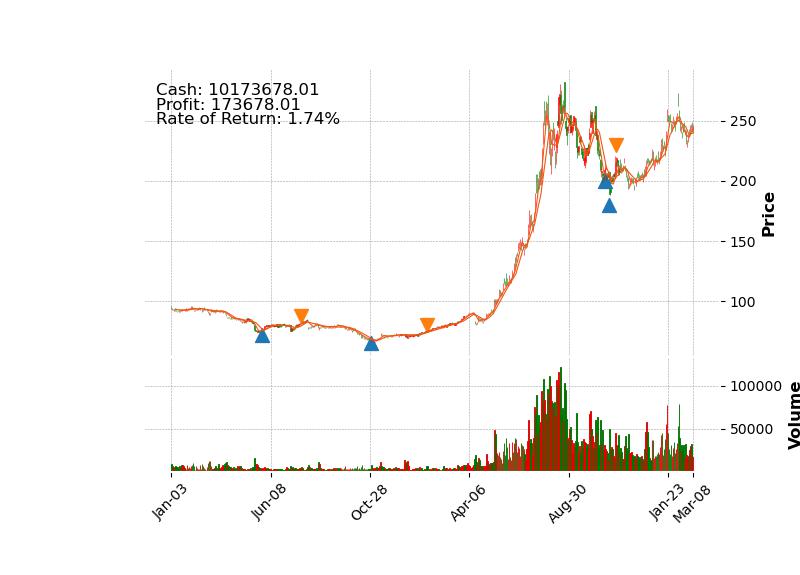 Cash: 10173678.01
Profit: 173678.01
Rate of Return: 1.74%
250
200
150
100
Price
100000
50000
0
Volume
Jan-03
Jun-08
Oct-28
Apr-06
Aug-30
Jan-23
Mar-08